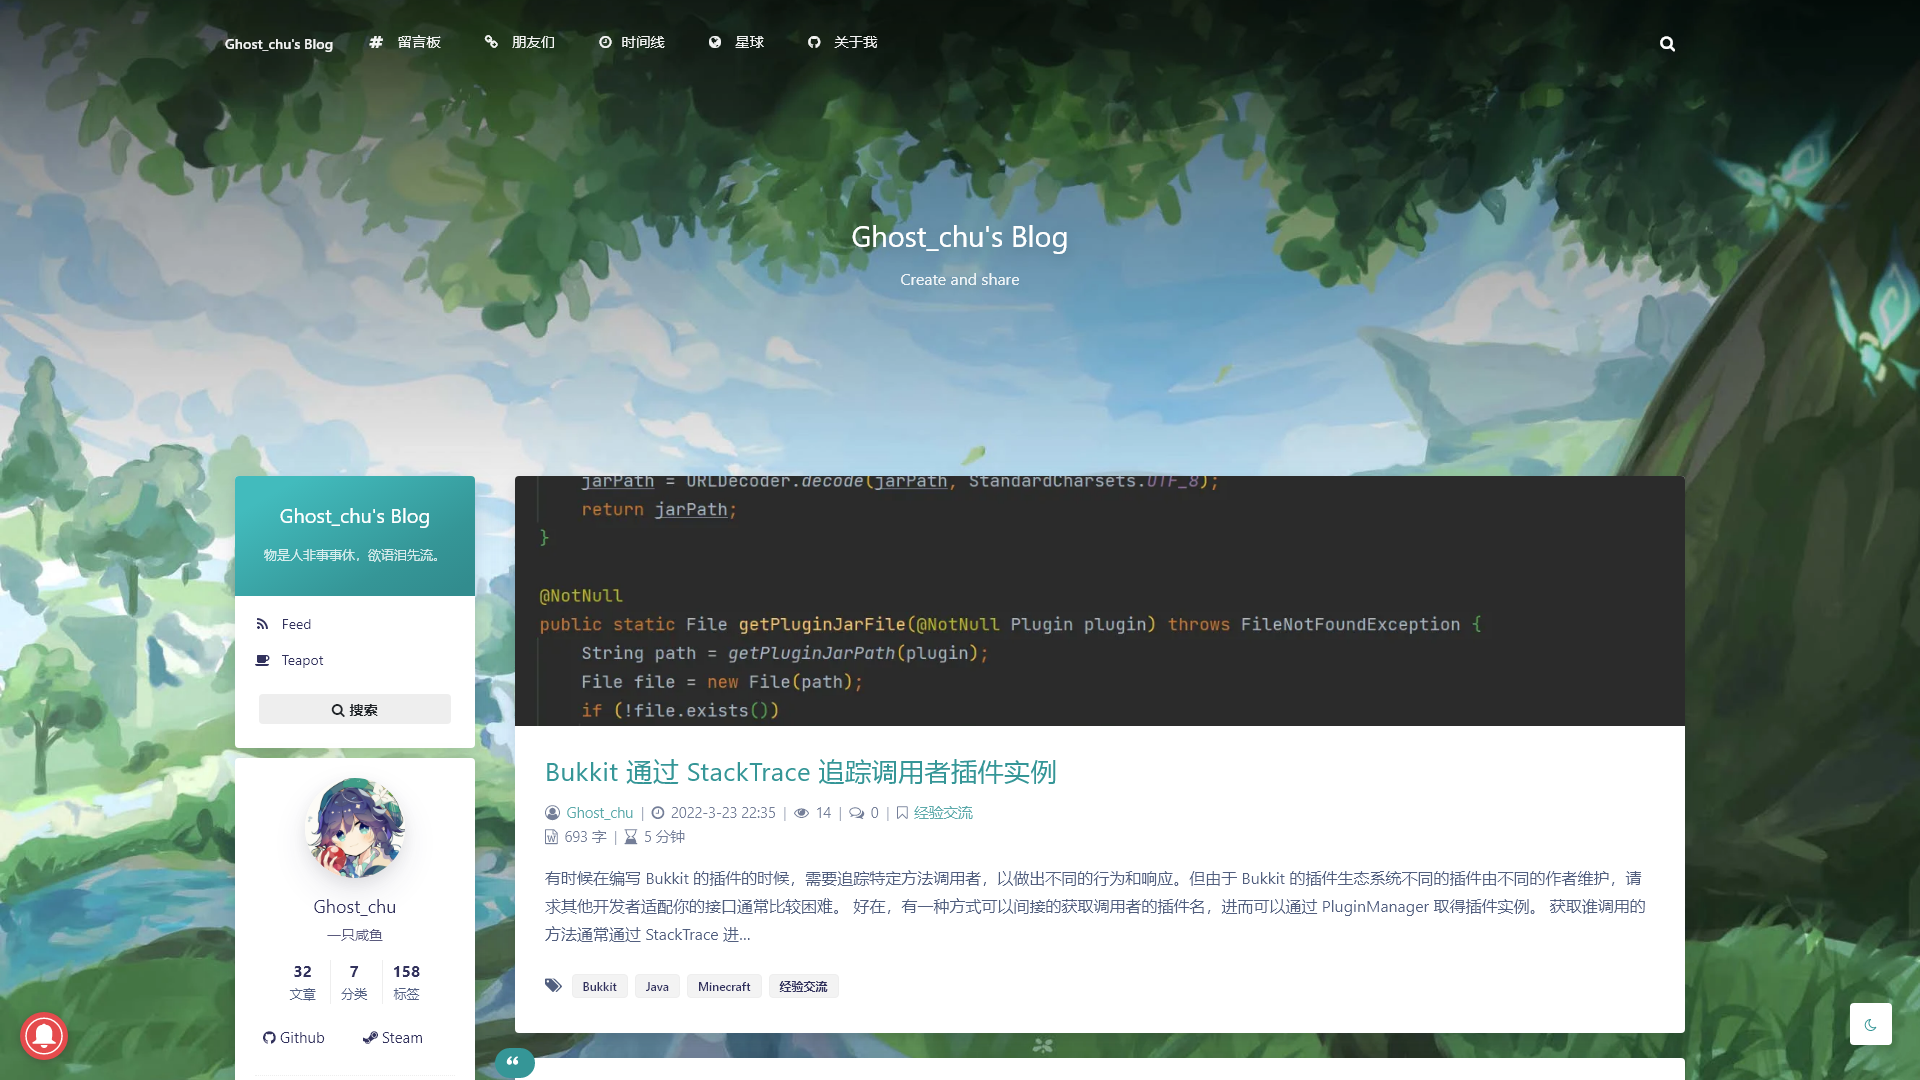 Ghost_chu's Blog 留言板 朋友们 时间线 星球 关于我
Ghost_chu's Blog
Create and share
Ghost_chu's Blog
物是人非事事休，欲语泪先流。
Feed
Teapot
搜索
Ghost_chu
一只咸鱼
32 7 158
文章 分类 标签
Github Steam
jarPath = URLDecoder.decode(jarPath, StandardCharsets.UTF_8);
return jarPath;
}
@NotNull
public static File getPluginJarFile(@NotNull Plugin plugin) throws FileNotFoundException {
String path = getPluginJarPath(plugin);
File file = new File(path);
if (!file.exists())
Bukkit 通过 StackTrace 追踪调用者插件实例
Ghost_chu | 2022-3-23 22:35 | 14 | 0 | 经验交流
693 字 | 5 分钟
有时候在编写 Bukkit 的插件的时候，需要追踪特定方法调用者，以做出不同的行为和响应。但由于 Bukkit 的插件生态系统不同的插件由不同的作者维护，请
求其他开发者适配你的接口通常比较困难。 好在，有一种方式可以间接的获取调用者的插件名，进而可以通过 PluginManager 取得插件实例。 获取谁调用的
方法通常通过 StackTrace 进...
Bukkit Java Minecraft 经验交流